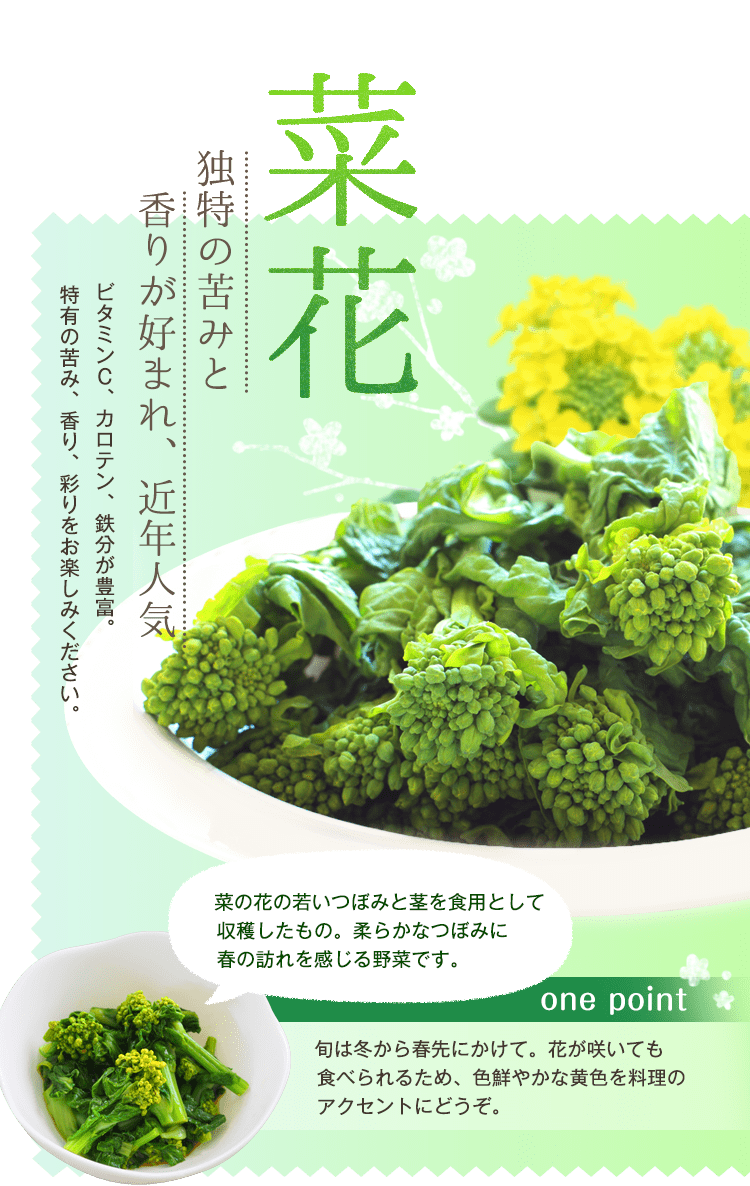 菜花
独特の苦みと
香りが好まれ、近年人気
ビタミンC、カロテン、鉄分が豊富。
特有の苦み、香り、彩りをお楽しみください。
菜の花の若いつぼみと茎を食用として
収穫したもの。柔らかなつぼみに
春の訪れを感じる野菜です。
one point
旬は冬から春先にかけて。花が咲いても
食べられるため、色鮮やかな黄色を料理の
アクセントにどうぞ。